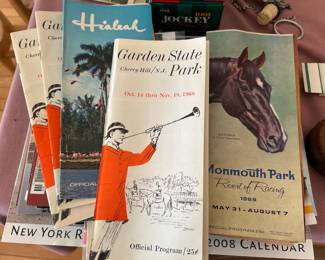 Hialeah
OFFICIAL
Garden State
Park
Cherry Hill / N.J.
Oct. 14 thru Nov. 19, 1968
Official Program/25¢
JOCKEY
Monmouth Park
Resort of Racing
1969
MAY 31 - AUGUST 7
NEW YORK R
2008 CALENDAR